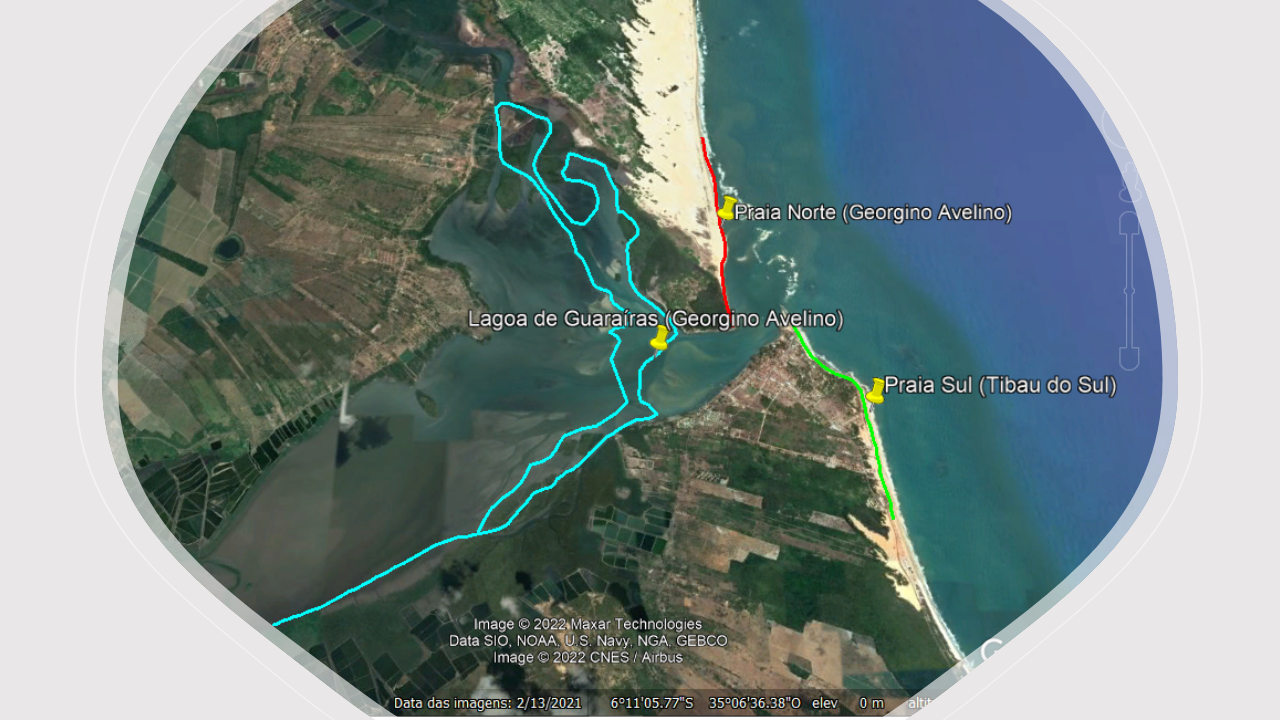 Praia Norte (Georgino Avelino)
Lagoa de Guaraíras (Georgino Avelino)
Praia Sul (Tibau do Sul)
Image © 2022 Maxar Technologies
Data SIO, NOAA, U.S. Navy, NGA, GEBCO
Image © 2022 CNES / Airbus
Data das imagens: 2/13/2021 6°11'05.77"S 35°06'36.38"O elev 0 m